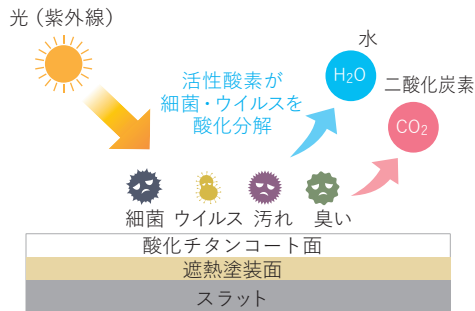 光（紫外線）
水
活性酸素が
細菌・ウイルスを
酸化分解
H₂O
二酸化炭素
CO₂
細菌 ウイルス 汚れ 臭い
酸化チタンコート面
遮熱塗装面
スラット